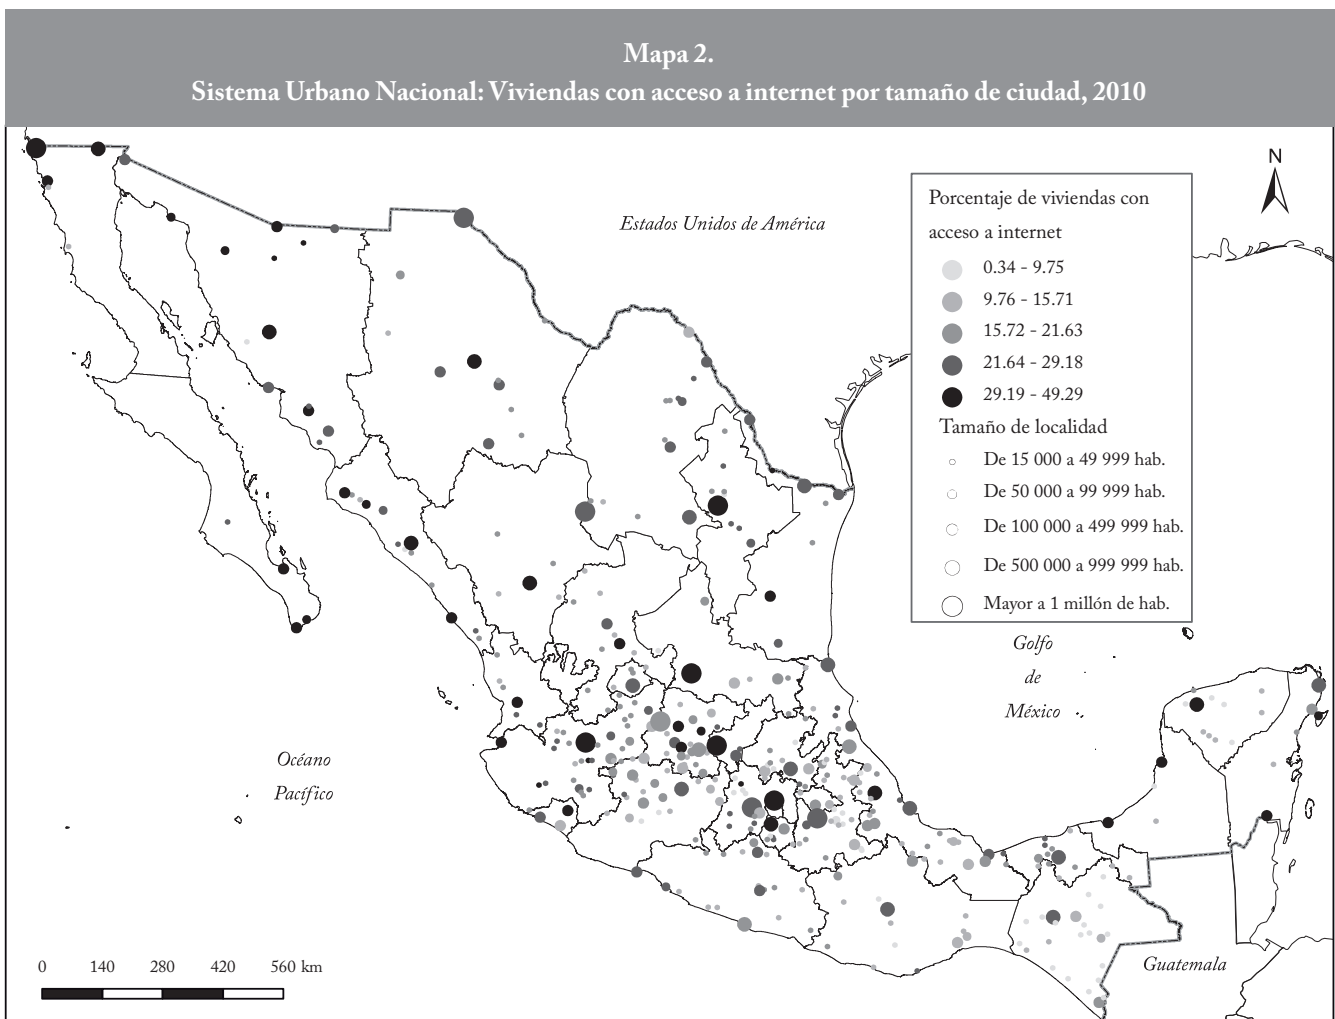 Mapa 2.
Sistema Urbano Nacional: Viviendas con acceso a internet por tamaño de ciudad, 2010
N
Estados Unidos de América
Porcentaje de viviendas con
acceso a internet
0.34 - 9.75
9.76 - 15.71
15.72 - 21.63
21.64 - 29.18
29.19 - 49.29
Tamaño de localidad
De 15 000 a 49 999 hab.
De 50 000 a 99 999 hab.
De 100 000 a 499 999 hab.
De 500 000 a 999 999 hab.
Mayor a 1 millón de hab.
Golfo
de
México
Océano
Pacífico
Guatemala
0 140 280 420 560 km